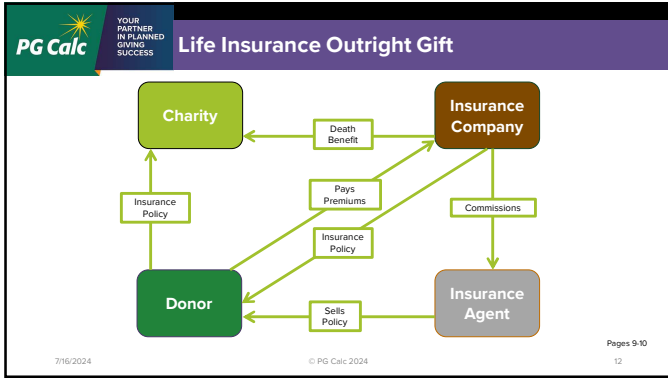 PG Calc
YOUR
PARTNER
IN PLANNED
GIVING
SUCCESS
Life Insurance Outright Gift
Charity
Insurance
Company
Death
Benefit
Pays
Premiums
Insurance
Policy
Insurance
Policy
Commissions
Donor
Insurance
Agent
Sells
Policy
Pages 9-10
7/16/2024
© PG Calc 2024
12